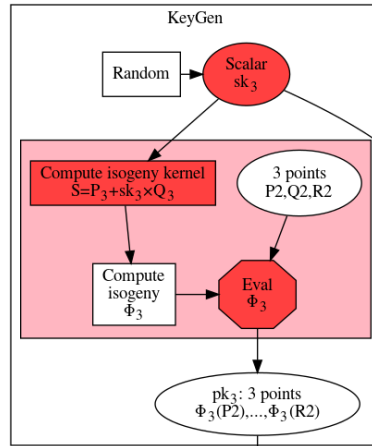 KeyGen
Random
Scalar
sk₃
Compute isogeny kernel
S=P₃+sk₃×Q₃
3 points
P2,Q2,R2
Compute
isogeny
Φ₃
Eval
Φ₃
pk₃: 3 points
Φ₃(P2),...,Φ₃(R2)